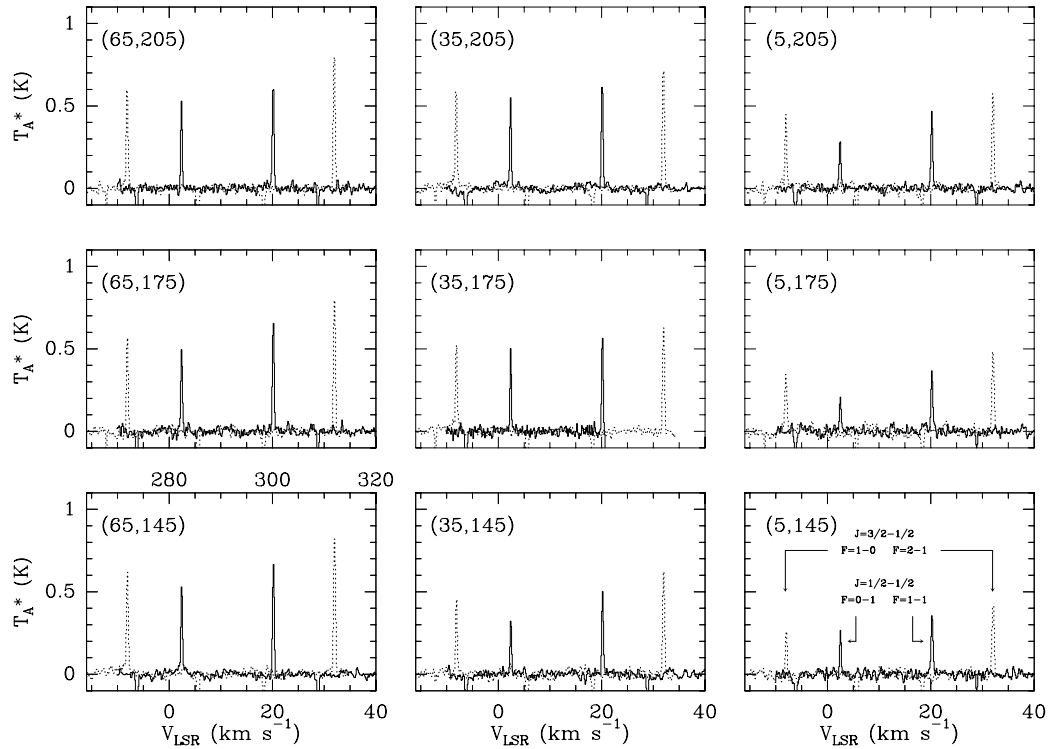 1
0.5
0
T_A* (K)
(65,205)
(35,205)
(5,205)
1
0.5
0
T_A* (K)
(65,175)
(35,175)
(5,175)
280 300 320
1
0.5
0
T_A* (K)
(65,145)
(35,145)
(5,145)
J=3/2−1/2
F=1−0 F=2−1
J=1/2−1/2
F=0−1 F=1−1
0 20 40
0 20 40
0 20 40
V_LSR (km s⁻¹)
V_LSR (km s⁻¹)
V_LSR (km s⁻¹)